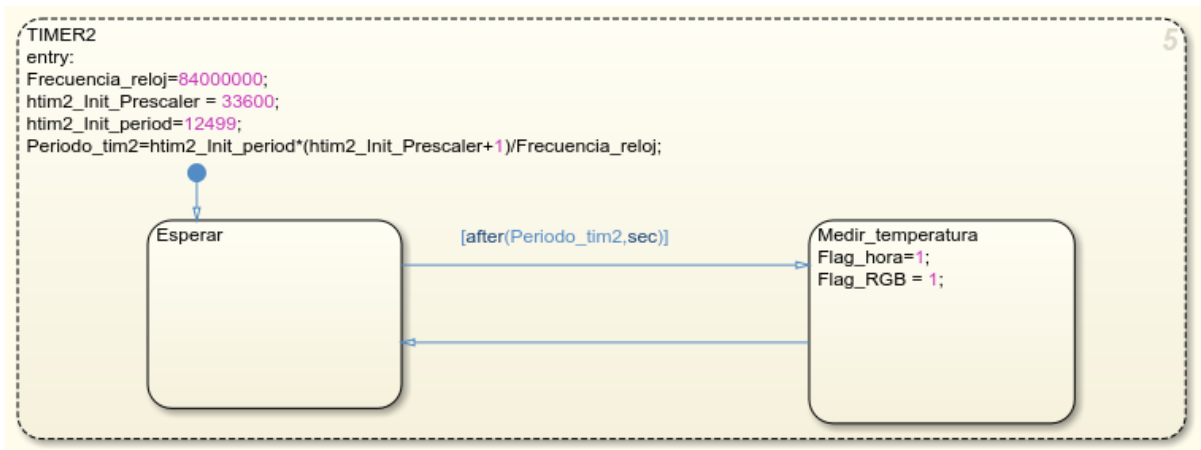 TIMER2
5
entry:
Frecuencia_reloj=84000000;
htim2_Init_Prescaler = 33600;
htim2_Init_period=12499;
Periodo_tim2=htim2_Init_period*(htim2_Init_Prescaler+1)/Frecuencia_reloj;
Esperar
[after(Periodo_tim2,sec)]
Medir_temperatura
Flag_hora=1;
Flag_RGB = 1;